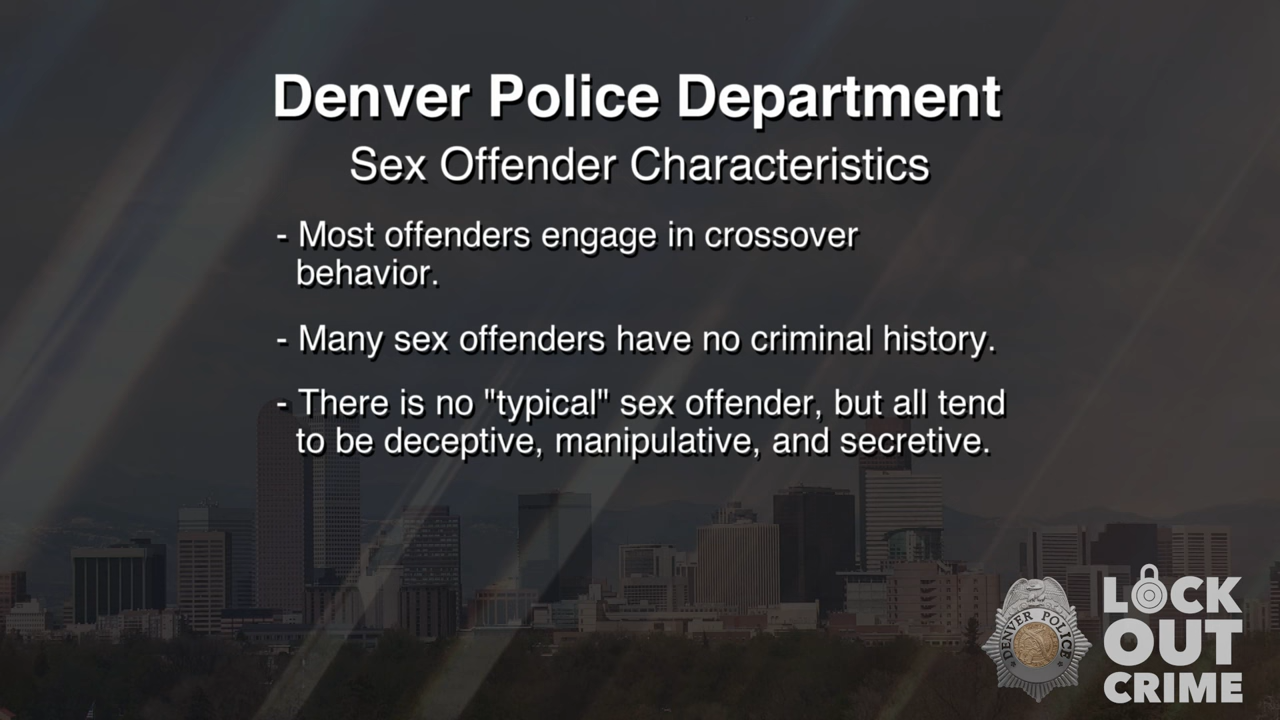 Denver Police Department
Sex Offender Characteristics
- Most offenders engage in crossover
behavior.
- Many sex offenders have no criminal history.
- There is no "typical" sex offender, but all tend
to be deceptive, manipulative, and secretive.
DENVER POLICE
LOCK
OUT
CRIME